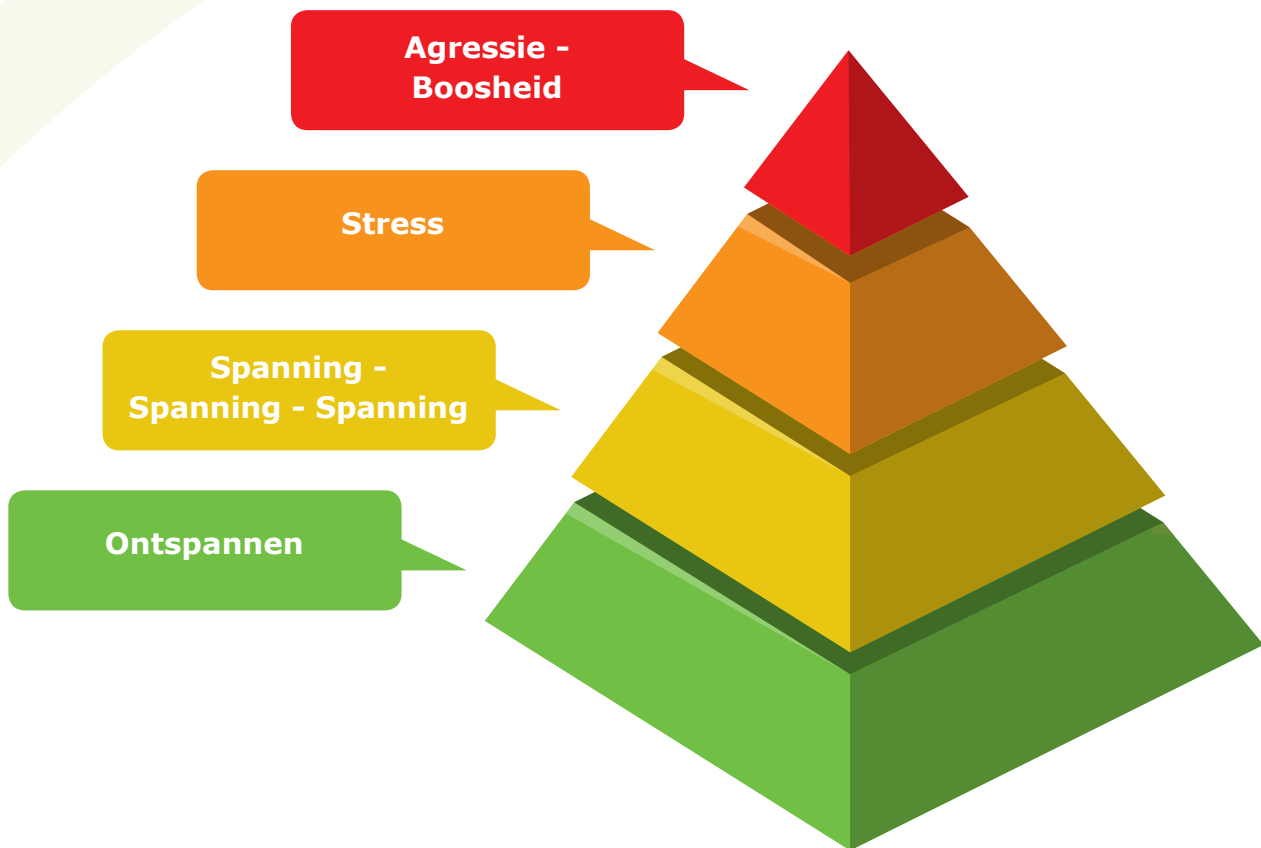 Agressie –
Boosheid
Stress
Spanning –
Spanning – Spanning
Ontspannen